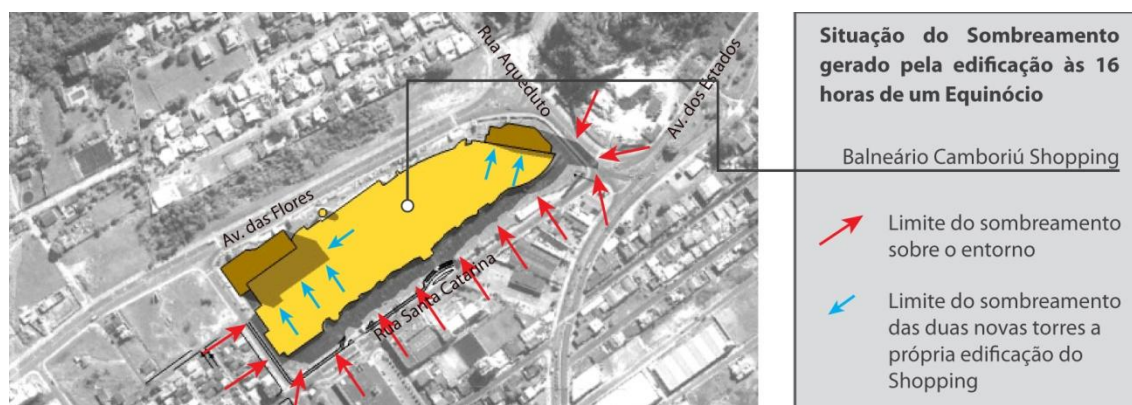 Rua Aqueduto
Av. dos Estados
Av. das Flores
Rua Santa Catarina
Situação do Sombreamento
gerado pela edificação às 16
horas de um Equinócio
Balneário Camboriú Shopping
Limite do sombreamento
sobre o entorno
Limite do sombreamento
das duas novas torres a
própria edificação do
Shopping